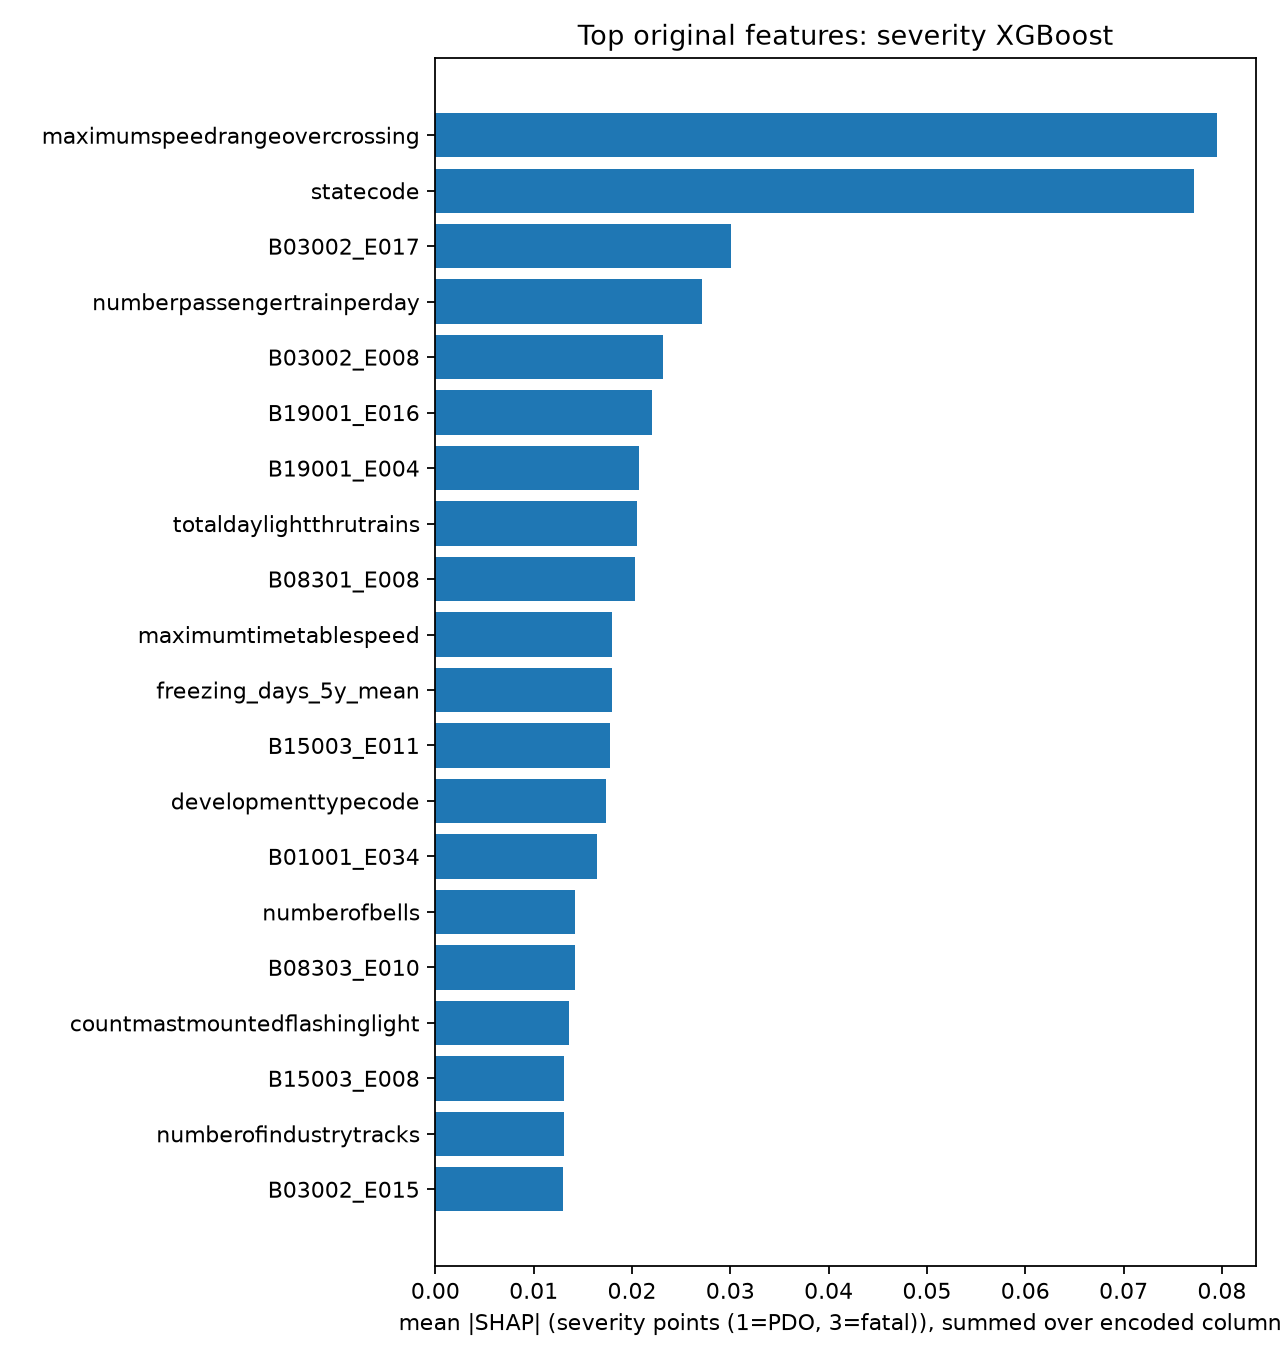 Top original features: severity XGBoost
maximumspeedrangeovercrossing
statecode
B03002_E017
numberpassengertrainperday
B03002_E008
B19001_E016
B19001_E004
totaldaylightthrutrains
B08301_E008
maximumtimetablespeed
freezing_days_5y_mean
B15003_E011
developmenttypecode
B01001_E034
numberofbells
B08303_E010
countmastmountedflashinglight
B15003_E008
numberofindustrytracks
B03002_E015
0.00 0.01 0.02 0.03 0.04 0.05 0.06 0.07 0.08
mean |SHAP| (severity points (1=PDO, 3=fatal)), summed over encoded column